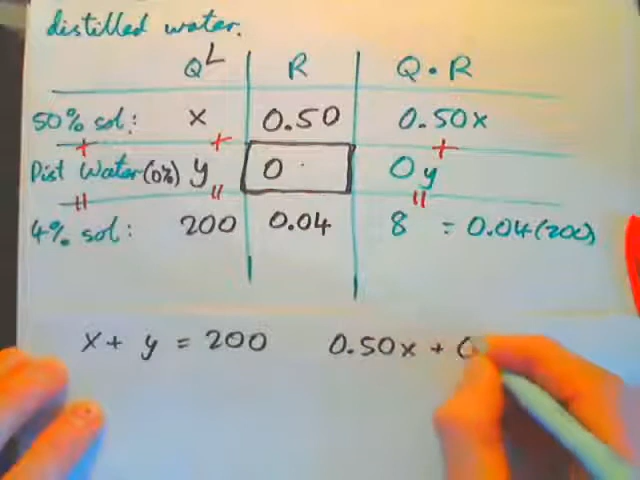 distilled water.
Q L R Q • R
50% sol: x 0.50 0.50x
+ + +
Dist Water (0%) y 0 0y
= = =
4% sol: 200 0.04 8 = 0.04(200)
x + y = 200 0.50x + 0